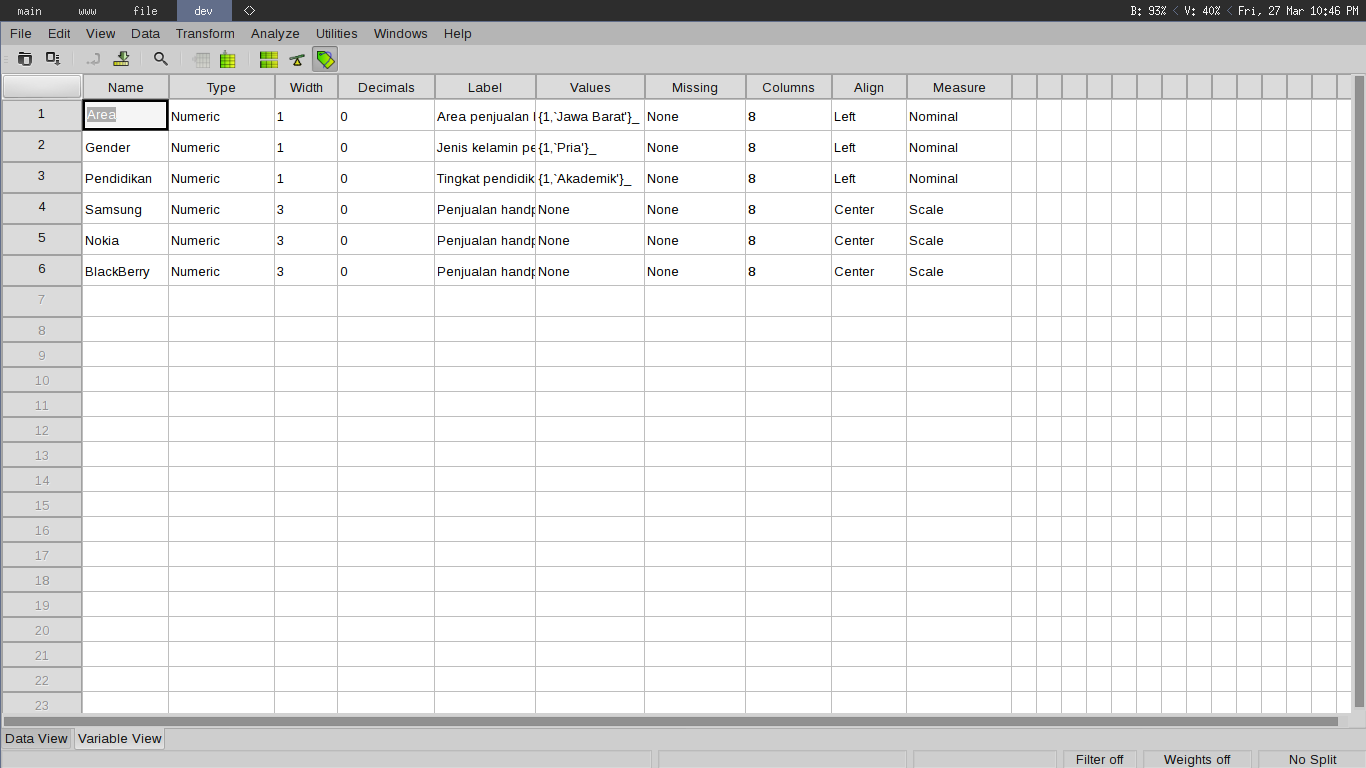 main www file dev B: 93% < V: 40% < Fri, 27 Mar 10:46 PM
File Edit View Data Transform Analyze Utilities Windows Help
Name Type Width Decimals Label Values Missing Columns Align Measure
1 Area Numeric 1 0 Area penjualan {1,`Jawa Barat'}_ None 8 Left Nominal
2 Gender Numeric 1 0 Jenis kelamin pe {1,`Pria'}_ None 8 Left Nominal
3 Pendidikan Numeric 1 0 Tingkat pendidik {1,`Akademik'}_ None 8 Left Nominal
4 Samsung Numeric 3 0 Penjualan handp None None 8 Center Scale
5 Nokia Numeric 3 0 Penjualan handp None None 8 Center Scale
6 BlackBerry Numeric 3 0 Penjualan handp None None 8 Center Scale
7
8
9
10
11
12
13
14
15
16
17
18
19
20
21
22
23
Data View Variable View
Filter off Weights off No Split